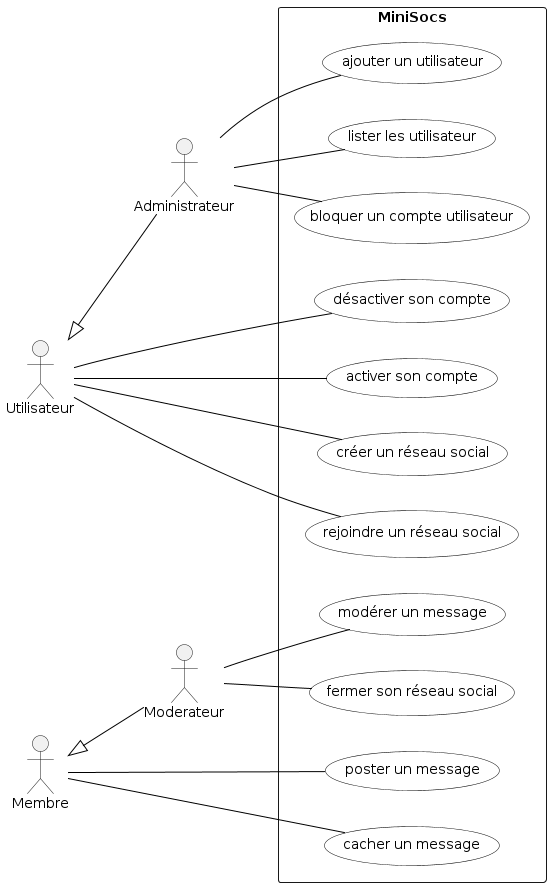 MiniSocs
ajouter un utilisateur
lister les utilisateur
bloquer un compte utilisateur
Administrateur
désactiver son compte
activer son compte
Utilisateur
créer un réseau social
rejoindre un réseau social
modérer un message
fermer son réseau social
Moderateur
poster un message
Membre
cacher un message